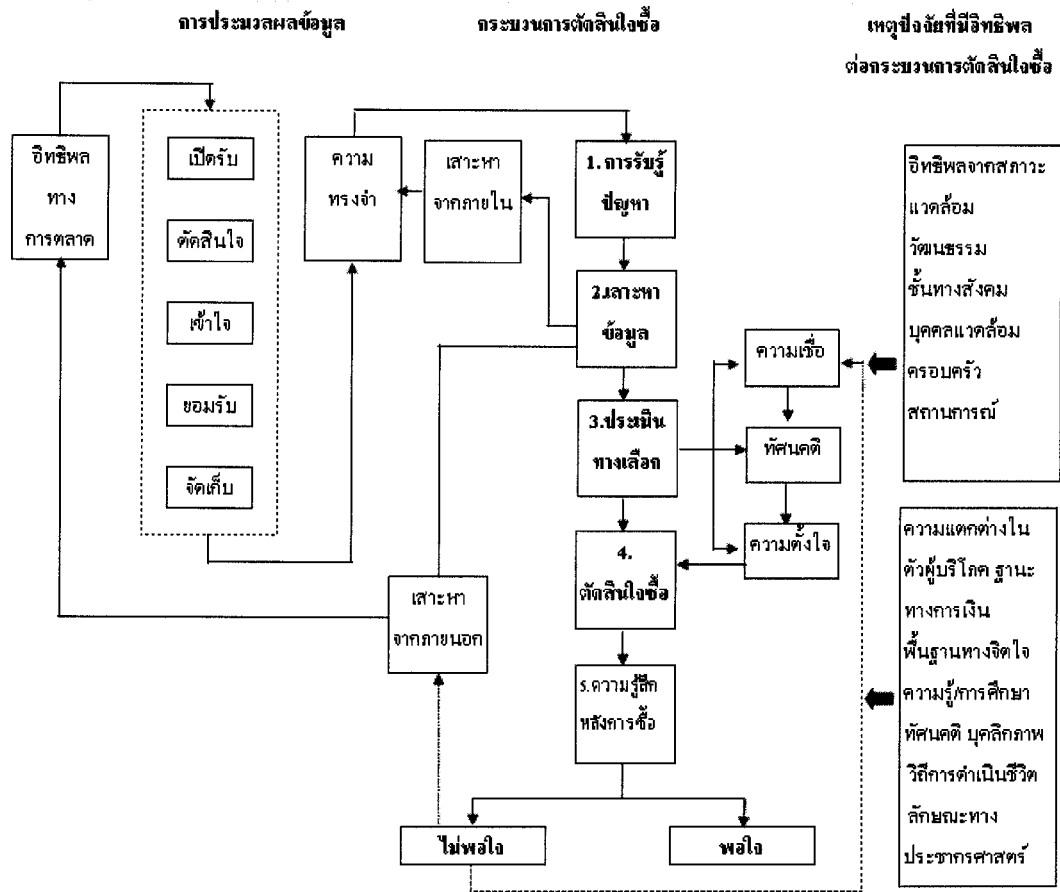 การประมวลผลข้อมูล
กระบวนการตัดสินใจซื้อ
เหตุปัจจัยที่มีอิทธิพล
ต่อกระบวนการตัดสินใจซื้อ
อิทธิพล
ทาง
การตลาด
เปิดรับ
ตัดสินใจ
เข้าใจ
ยอมรับ
จัดเก็บ
ความ
ทรงจำ
เสาะหา
จากภายใน
1.การรับรู้
ปัญหา
2.เสาะหา
ข้อมูล
3.ประเมิน
ทางเลือก
4.
ตัดสินใจซื้อ
5.ความรู้สึก
หลังการซื้อ
เสาะหา
จากภายนอก
ไม่พอใจ
พอใจ
ความเชื่อ
ทัศนคติ
ความตั้งใจ
อิทธิพลจากสภาวะ
แวดล้อม
วัฒนธรรม
ชั้นทางสังคม
บุคคลแวดล้อม
ครอบครัว
สถานการณ์
ความแตกต่างใน
ตัวผู้บริโภค ฐานะ
ทางการเงิน
พื้นฐานทางจิตใจ
ความรู้/การศึกษา
ทัศนคติ บุคลิกภาพ
วิถีการดำเนินชีวิต
ลักษณะทาง
ประชากรศาสตร์